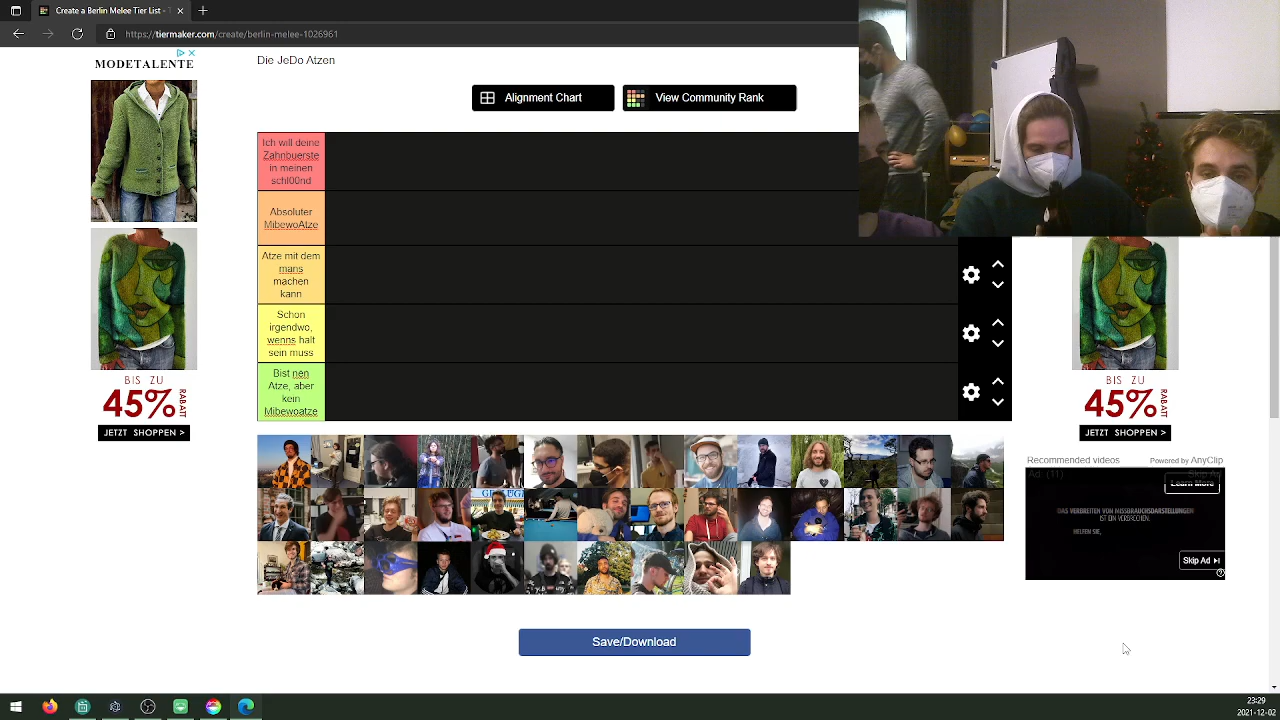 Create a Berlin Melee Tier List - T
https://tiermaker.com/create/berlin-melee-1026961
MODETALENTE
Die JeDo Atzen
Alignment Chart
View Community Rank
Ich will deine
Zahnbuerste
in meinen
schl00nd
Absoluter
MibewoAtze
Atze mit dem
mans
machen
kann
Schon
irgendwo,
wenns halt
sein muss
Bist nen
Atze, aber
kein
Mibewoatze
BIS ZU
45%
RABATT
JETZT SHOPPEN >
BIS ZU
45%
RABATT
JETZT SHOPPEN >
Recommended videos
Powered by AnyClip
Ad: (11)
Skip Ad
Learn More
DAS VERBREITEN VON MISSBRAUCHSDARSTELLUNGEN
IST EIN VERBRECHEN.
HELFEN SIE,
Skip Ad
Save/Download
23:29
2021-12-02